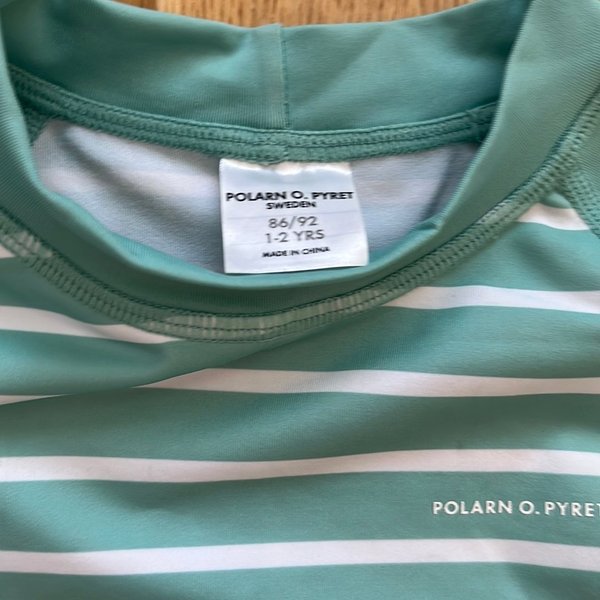 POLARN O. PYRET
SWEDEN
86/92
1-2 YRS
MADE IN CHINA
POLARN O. PYRET